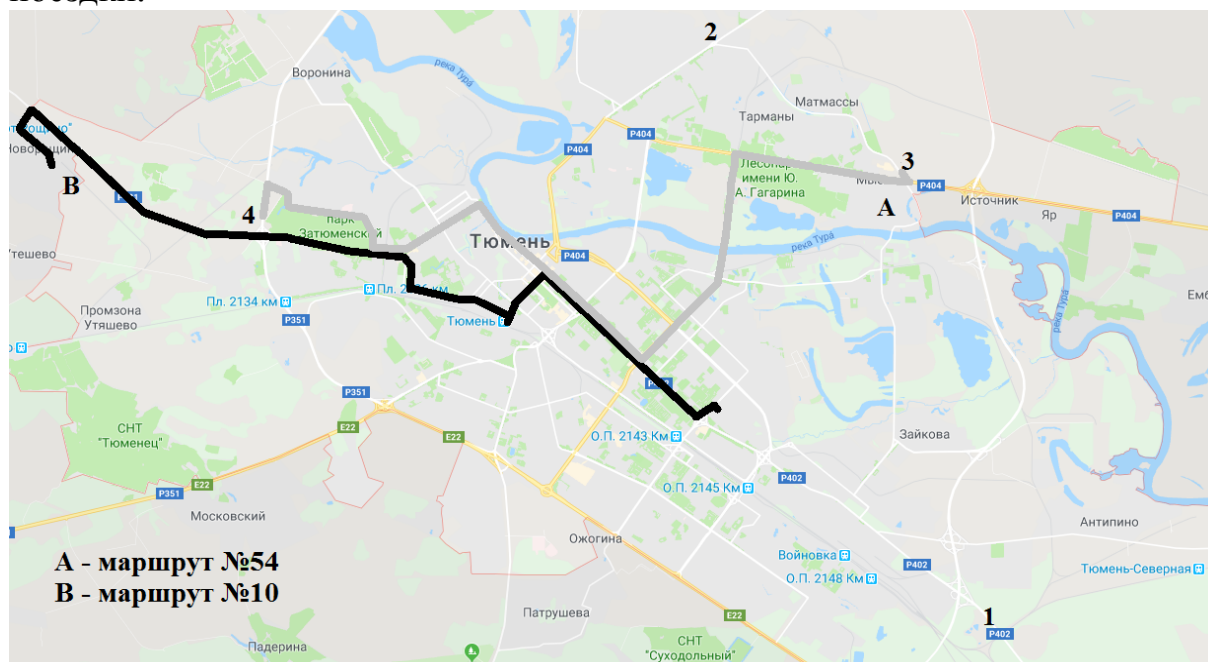 поездки.
2
Воронина
река Тура
Матмассы
Тарманы
P404
P404
3
Лесопарк
имени Ю.
А. Гагарина
P404
Источник
Новорощино
B
P351
4
парк
Затюменский
A
Яр
P404
Тюмень
река Тура
P404
Утешево
Пл. 2134 км
Промзона
Утяшево
P351
Тюмень
P351
СНТ
"Тюменец"
E22
E22
О.П. 2143 Км
Зайкова
P402
P351
E22
О.П. 2145 Км
Московский
Антипино
Ожогина
Войновка
P402
Тюмень-Северная
О.П. 2148 Км
A - маршрут №54
B - маршрут №10
Патрушева
1
P402
Падерина
СНТ
"Суходольный"